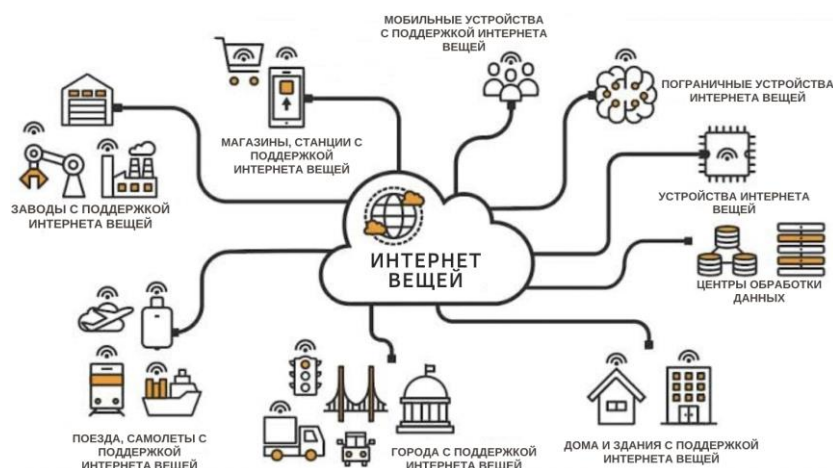 МОБИЛЬНЫЕ УСТРОЙСТВА
С ПОДДЕРЖКОЙ ИНТЕРНЕТА
ВЕЩЕЙ
ПОГРАНИЧНЫЕ УСТРОЙСТВА
ИНТЕРНЕТА ВЕЩЕЙ
МАГАЗИНЫ, СТАНЦИИ С
ПОДДЕРЖКОЙ
ИНТЕРНЕТА ВЕЩЕЙ
УСТРОЙСТВА ИНТЕРНЕТА
ВЕЩЕЙ
ЗАВОДЫ С ПОДДЕРЖКОЙ
ИНТЕРНЕТА ВЕЩЕЙ
ИНТЕРНЕТ
ВЕЩЕЙ
ЦЕНТРЫ ОБРАБОТКИ
ДАННЫХ
ПОЕЗДА, САМОЛЕТЫ С
ПОДДЕРЖКОЙ
ИНТЕРНЕТА ВЕЩЕЙ
ГОРОДА С ПОДДЕРЖКОЙ
ИНТЕРНЕТА ВЕЩЕЙ
ДОМА И ЗДАНИЯ С ПОДДЕРЖКОЙ
ИНТЕРНЕТА ВЕЩЕЙ